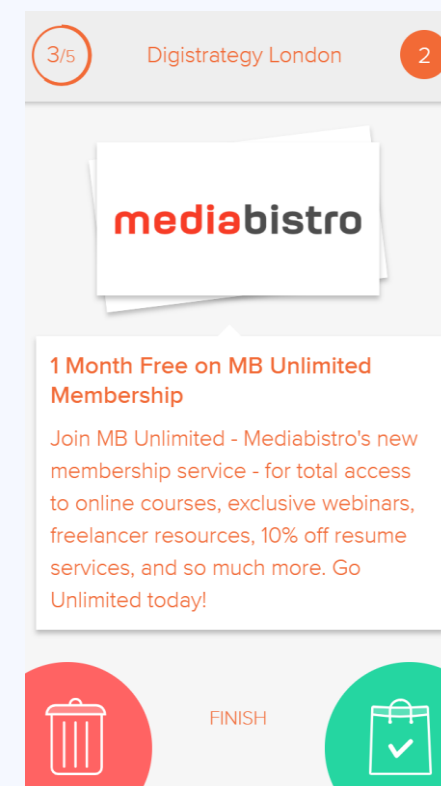 3/5
Digistrategy London
2
mediabistro
1 Month Free on MB Unlimited
Membership
Join MB Unlimited - Mediabistro's new
membership service - for total access
to online courses, exclusive webinars,
freelancer resources, 10% off resume
services, and so much more. Go
Unlimited today!
FINISH